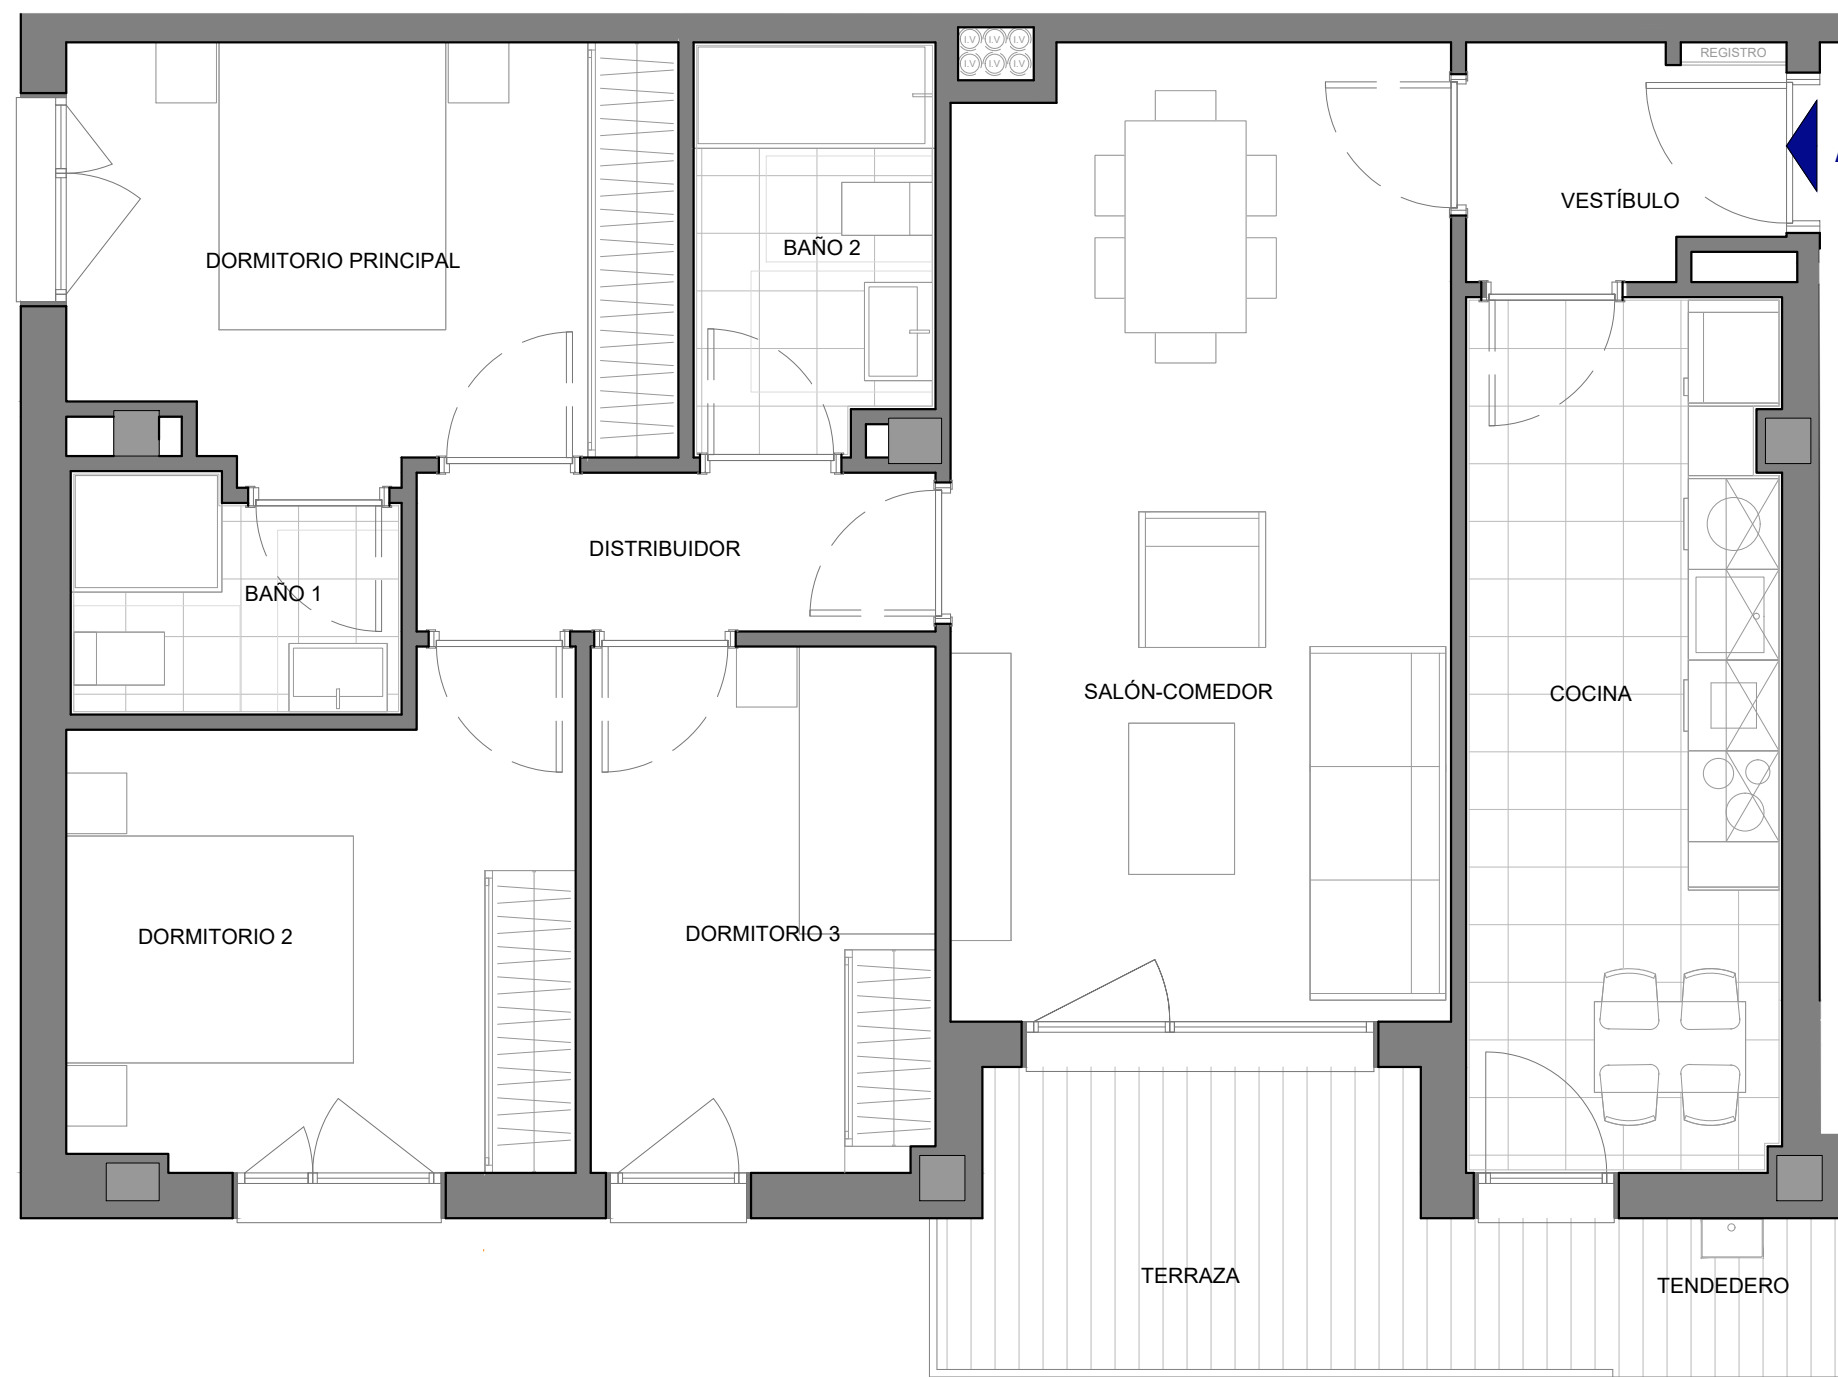 I.V I.V I.V
I.V I.V I.V
REGISTRO
VESTÍBULO
BAÑO 2
DORMITORIO PRINCIPAL
DISTRIBUIDOR
BAÑO 1
SALÓN-COMEDOR
COCINA
DORMITORIO 2
DORMITORIO 3
TERRAZA
TENDEDERO